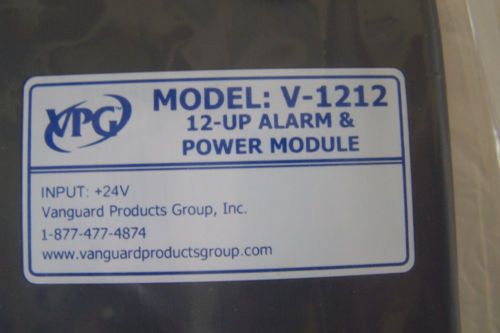 VPG™
MODEL: V-1212
12-UP ALARM &
POWER MODULE
INPUT: +24V
Vanguard Products Group, Inc.
1-877-477-4874
www.vanguardproductsgroup.com